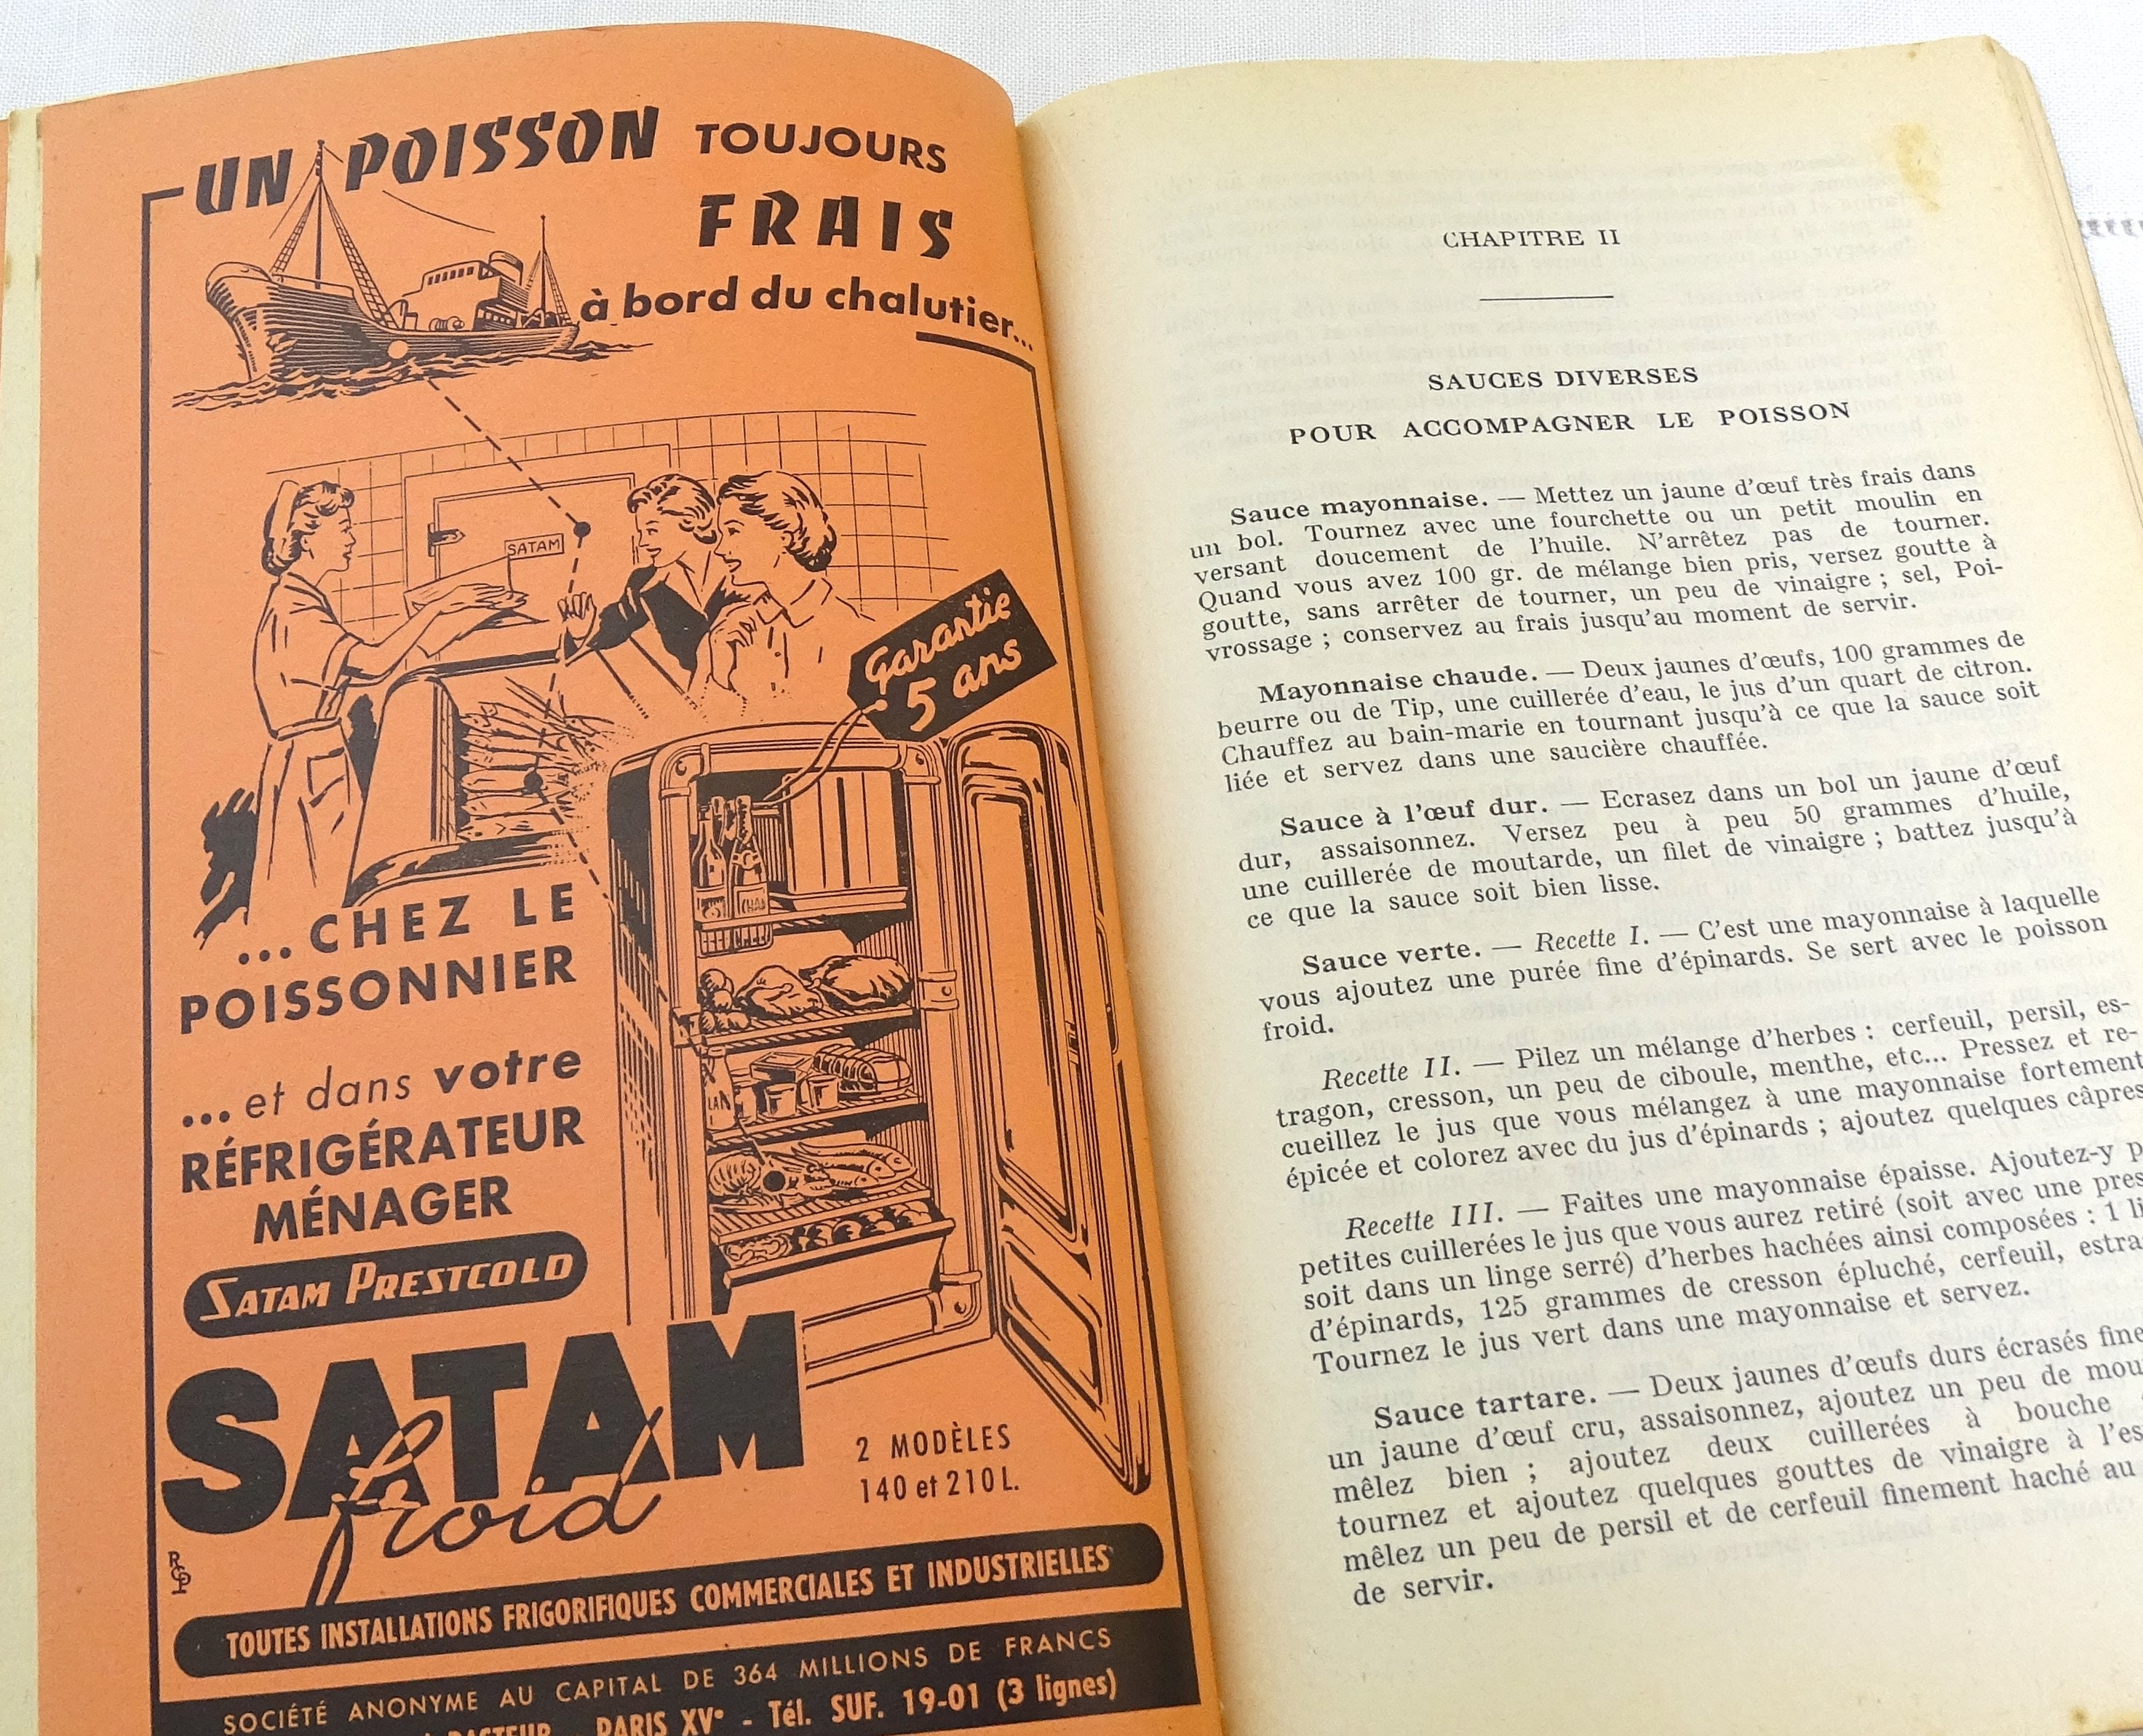 UN POISSON TOUJOURS
FRAIS
à bord du chalutier...
SATAM
Garantie
5 ans
...CHEZ LE
POISSONNIER
...et dans votre
RÉFRIGÉRATEUR
MÉNAGER
SATAM PRESTCOLD
SATAM
froid
2 MODÈLES
140 et 210 L.
TOUTES INSTALLATIONS FRIGORIFIQUES COMMERCIALES ET INDUSTRIELLES
SOCIÉTÉ ANONYME AU CAPITAL DE 364 MILLIONS DE FRANCS
PASTEUR - PARIS XVe - Tél. SUF. 19-01 (3 lignes)
CHAPITRE II
SAUCES DIVERSES
POUR ACCOMPAGNER LE POISSON
Sauce mayonnaise. — Mettez un jaune d'œuf très frais dans
un bol. Tournez avec une fourchette ou un petit moulin en
versant doucement de l'huile. N'arrêtez pas de tourner.
Quand vous avez 100 gr. de mélange bien pris, versez goutte à
goutte, sans arrêter de tourner, un peu de vinaigre ; sel, Poi-
vrossage ; conservez au frais jusqu'au moment de servir.
Mayonnaise chaude. — Deux jaunes d'œufs, 100 grammes de
beurre ou de Tip, une cuillerée d'eau, le jus d'un quart de citron.
Chauffez au bain-marie en tournant jusqu'à ce que la sauce soit
liée et servez dans une saucière chauffée.
Sauce à l'œuf dur. — Ecrasez dans un bol un jaune d'œuf
dur, assaisonnez. Versez peu à peu 50 grammes d'huile,
une cuillerée de moutarde, un filet de vinaigre ; battez jusqu'à
ce que la sauce soit bien lisse.
Sauce verte. — Recette I. — C'est une mayonnaise à laquelle
vous ajoutez une purée fine d'épinards. Se sert avec le poisson
froid.
Recette II. — Pilez un mélange d'herbes : cerfeuil, persil, es-
tragon, cresson, un peu de ciboule, menthe, etc... Pressez et re-
cueillez le jus que vous mélangez à une mayonnaise fortement
épicée et colorez avec du jus d'épinards ; ajoutez quelques câpres
Recette III. — Faites une mayonnaise épaisse. Ajoutez-y p
petites cuillerées le jus que vous aurez retiré (soit avec une pres
soit dans un linge serré) d'herbes hachées ainsi composées : 1 li
d'épinards, 125 grammes de cresson épluché, cerfeuil, estra
Tournez le jus vert dans une mayonnaise et servez.
Sauce tartare. — Deux jaunes d'œufs durs écrasés fine
un jaune d'œuf cru, assaisonnez, ajoutez un peu de mou
mêlez bien ; ajoutez deux cuillerées à bouche
tournez et ajoutez quelques gouttes de vinaigre à l'es
mêlez un peu de persil et de cerfeuil finement haché au
de servir.